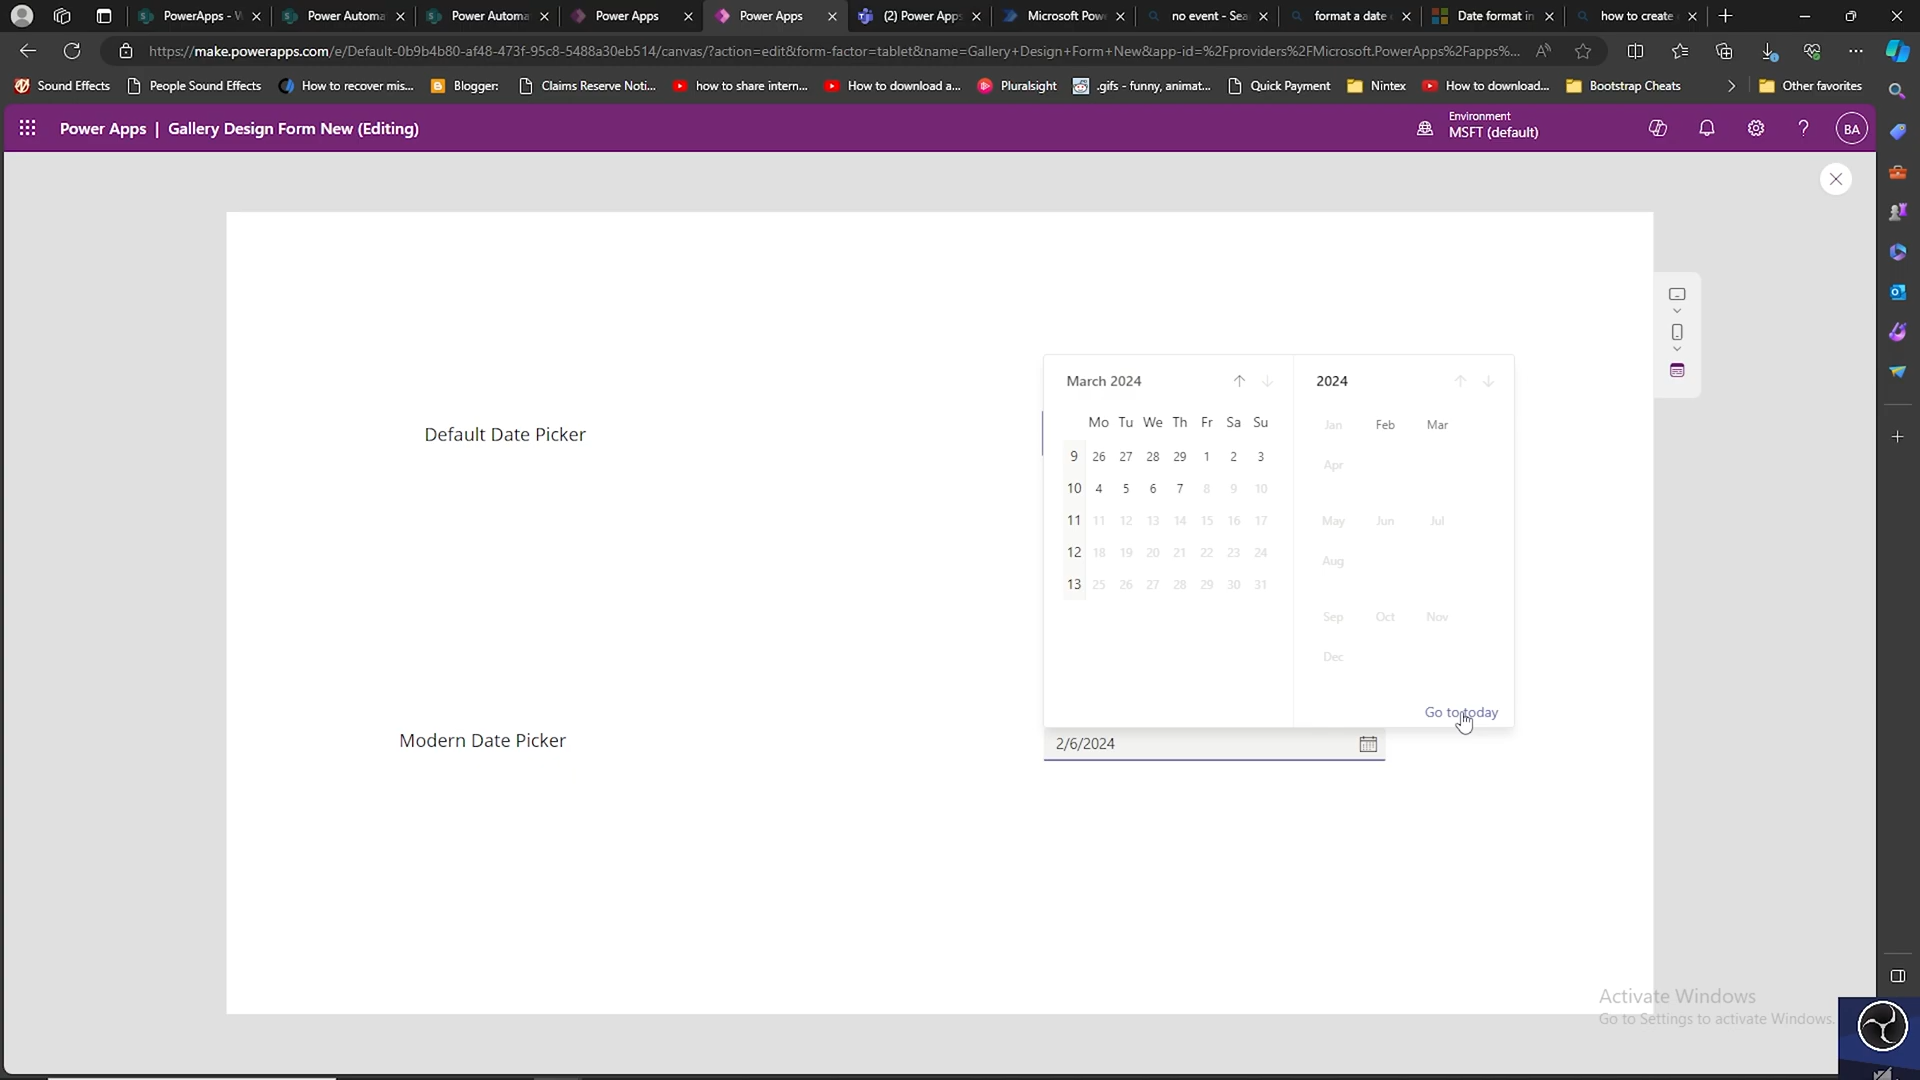 PowerApps - V
Power Automa
Power Automa
Power Apps
Power Apps
(2) Power Apps
Microsoft Pow
no event - Sea
format a date
Date format in
how to create
https://make.powerapps.com/e/Default-0b9b4b80-af48-473f-95c8-5488a30eb514/canvas/?action=edit&form-factor=tablet&name=Gallery+Design+Form+New&app-id=%2Fproviders%2FMicrosoft.PowerApps%2Fapps%...
Sound Effects
People Sound Effects
How to recover mis...
Blogger:
Claims Reserve Noti...
how to share intern...
How to download a...
Pluralsight
.gifs - funny, animat...
Quick Payment
Nintex
How to download...
Bootstrap Cheats
Other favorites
Power Apps | Gallery Design Form New (Editing)
Environment
MSFT (default)
BA
March 2024
2024
Mo Tu We Th Fr Sa Su
9 26 27 28 29 1 2 3
10 4 5 6 7 8 9 10
11 11 12 13 14 15 16 17
12 18 19 20 21 22 23 24
13 25 26 27 28 29 30 31
Jan Feb Mar
Apr
May Jun Jul
Aug
Sep Oct Nov
Dec
Go to today
Default Date Picker
Modern Date Picker
2/6/2024
Activate Windows
Go to Settings to activate Windows.